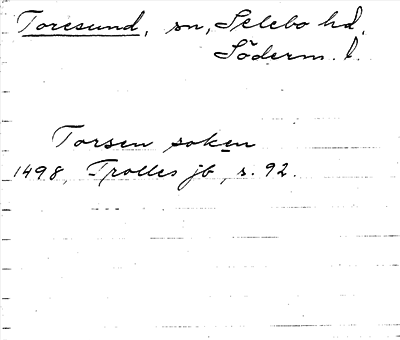 Toresund, sn, Selebo hd,
Söderm. l.
Torsen soken
1498, Trolles jb, s. 92.